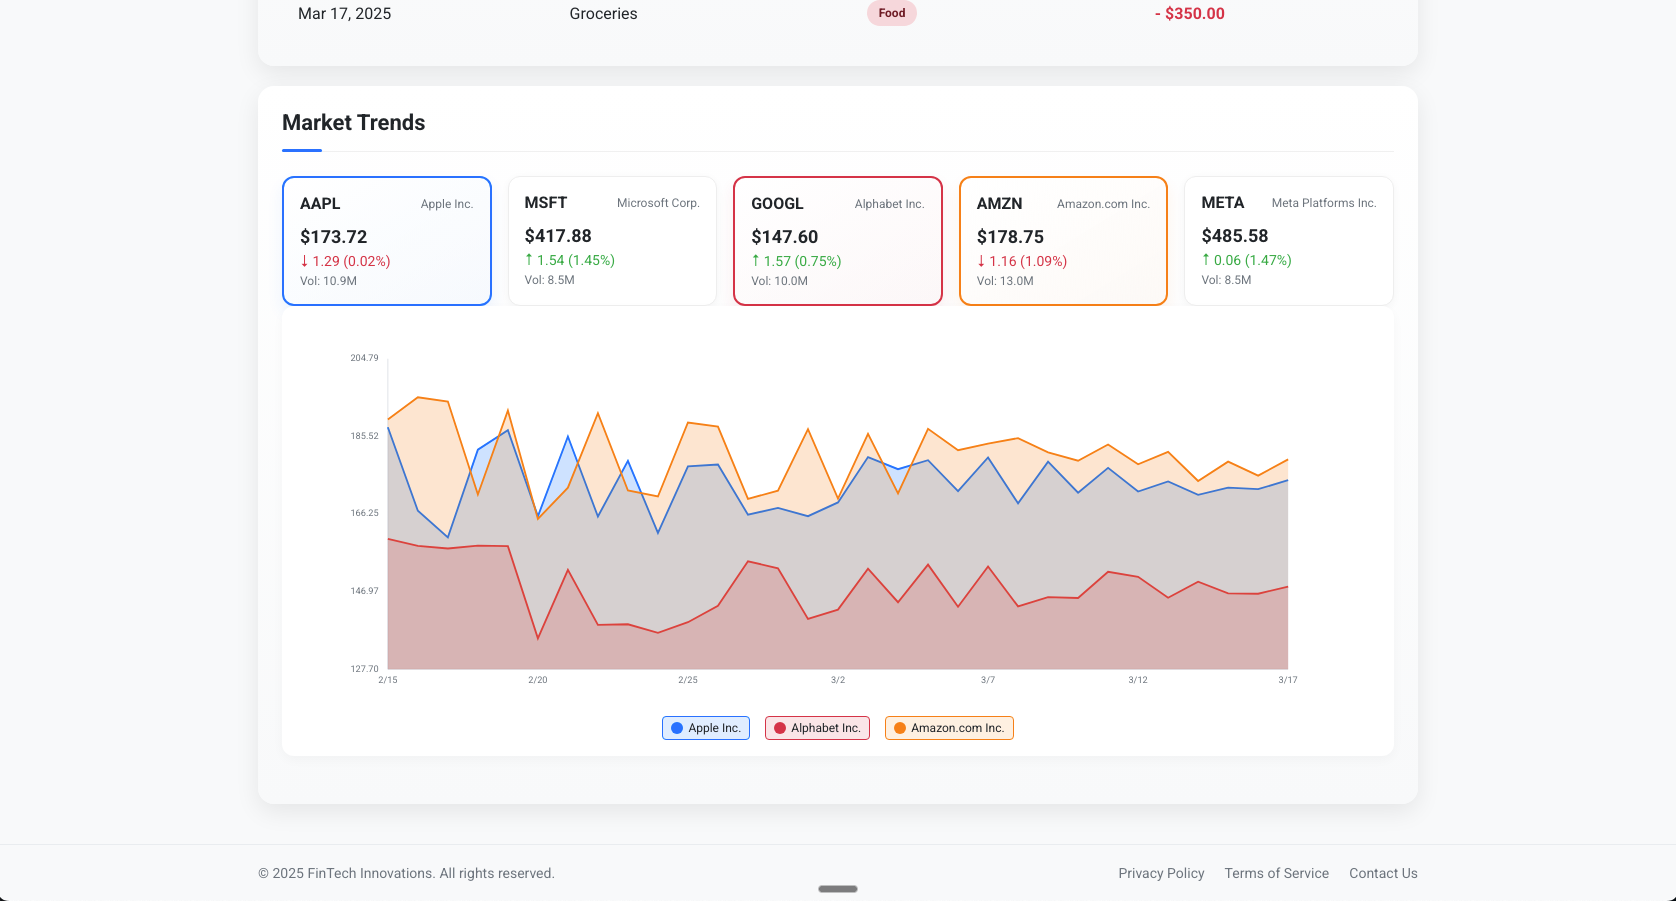 Mar 17, 2025 Groceries Food - $350.00
Market Trends
AAPL Apple Inc.
$173.72
↓ 1.29 (0.02%)
Vol: 10.9M
MSFT Microsoft Corp.
$417.88
↑ 1.54 (1.45%)
Vol: 8.5M
GOOGL Alphabet Inc.
$147.60
↑ 1.57 (0.75%)
Vol: 10.0M
AMZN Amazon.com Inc.
$178.75
↓ 1.16 (1.09%)
Vol: 13.0M
META Meta Platforms Inc.
$485.58
↑ 0.06 (1.47%)
Vol: 8.5M
204.79
185.52
166.25
146.97
127.70
2/15 2/20 2/25 3/2 3/7 3/12 3/17
Apple Inc. Alphabet Inc. Amazon.com Inc.
© 2025 FinTech Innovations. All rights reserved. Privacy Policy Terms of Service Contact Us